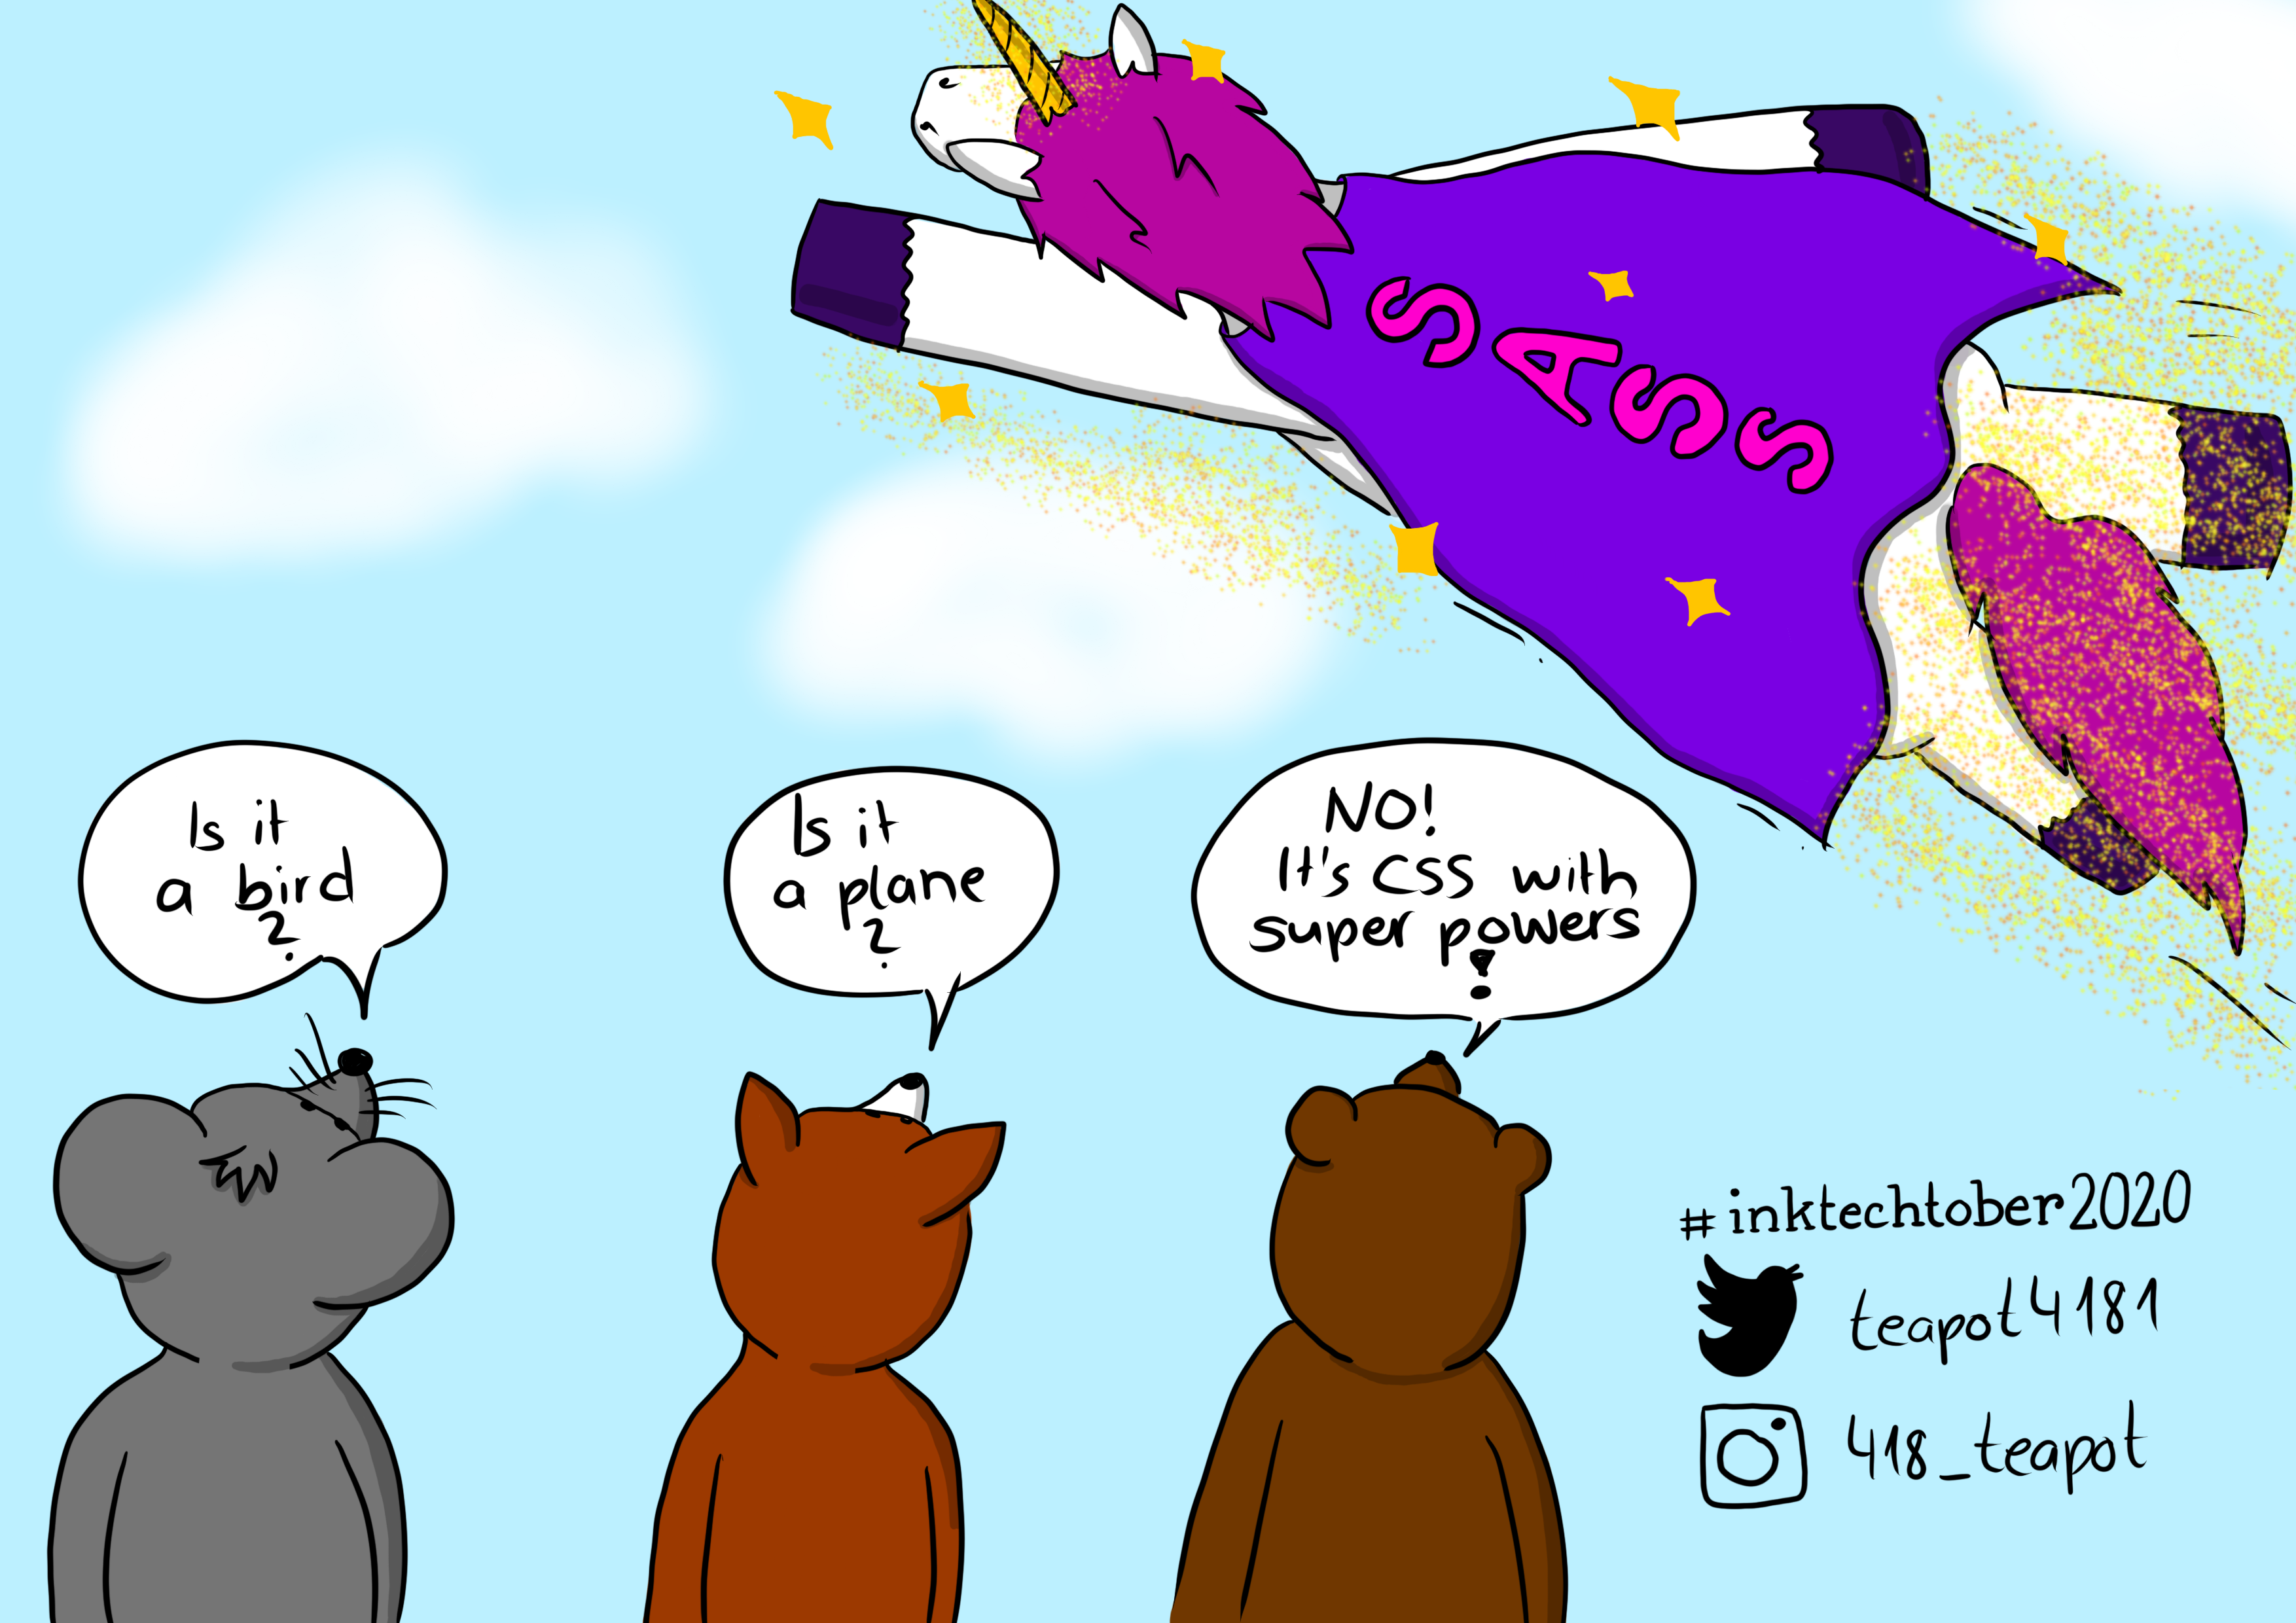 SASS
Is it
a bird
?
Is it
a plane
?
NO!
It's CSS with
super powers
!
#inktechtober2020
teapot4181
418_teapot